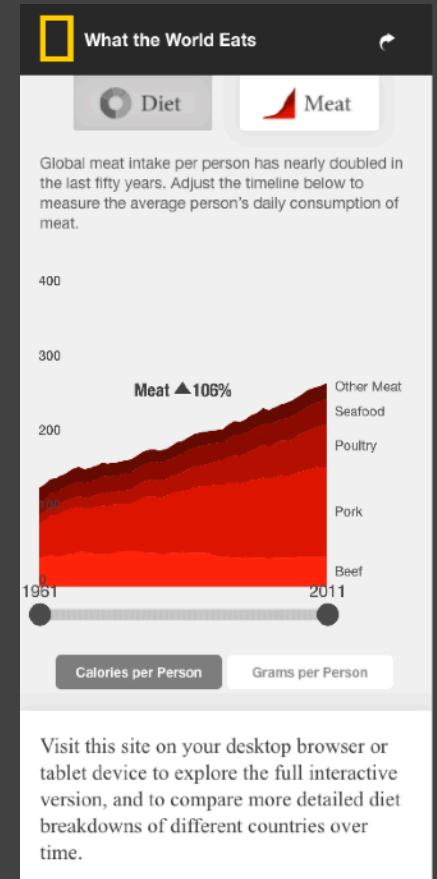 What the World Eats
Diet
Meat
Global meat intake per person has nearly doubled in
the last fifty years. Adjust the timeline below to
measure the average person's daily consumption of
meat.
400
300
Meat ▲106%
Other Meat
Seafood
200
Poultry
100
Pork
Beef
0
1961
2011
Calories per Person
Grams per Person
Visit this site on your desktop browser or
tablet device to explore the full interactive
version, and to compare more detailed diet
breakdowns of different countries over
time.